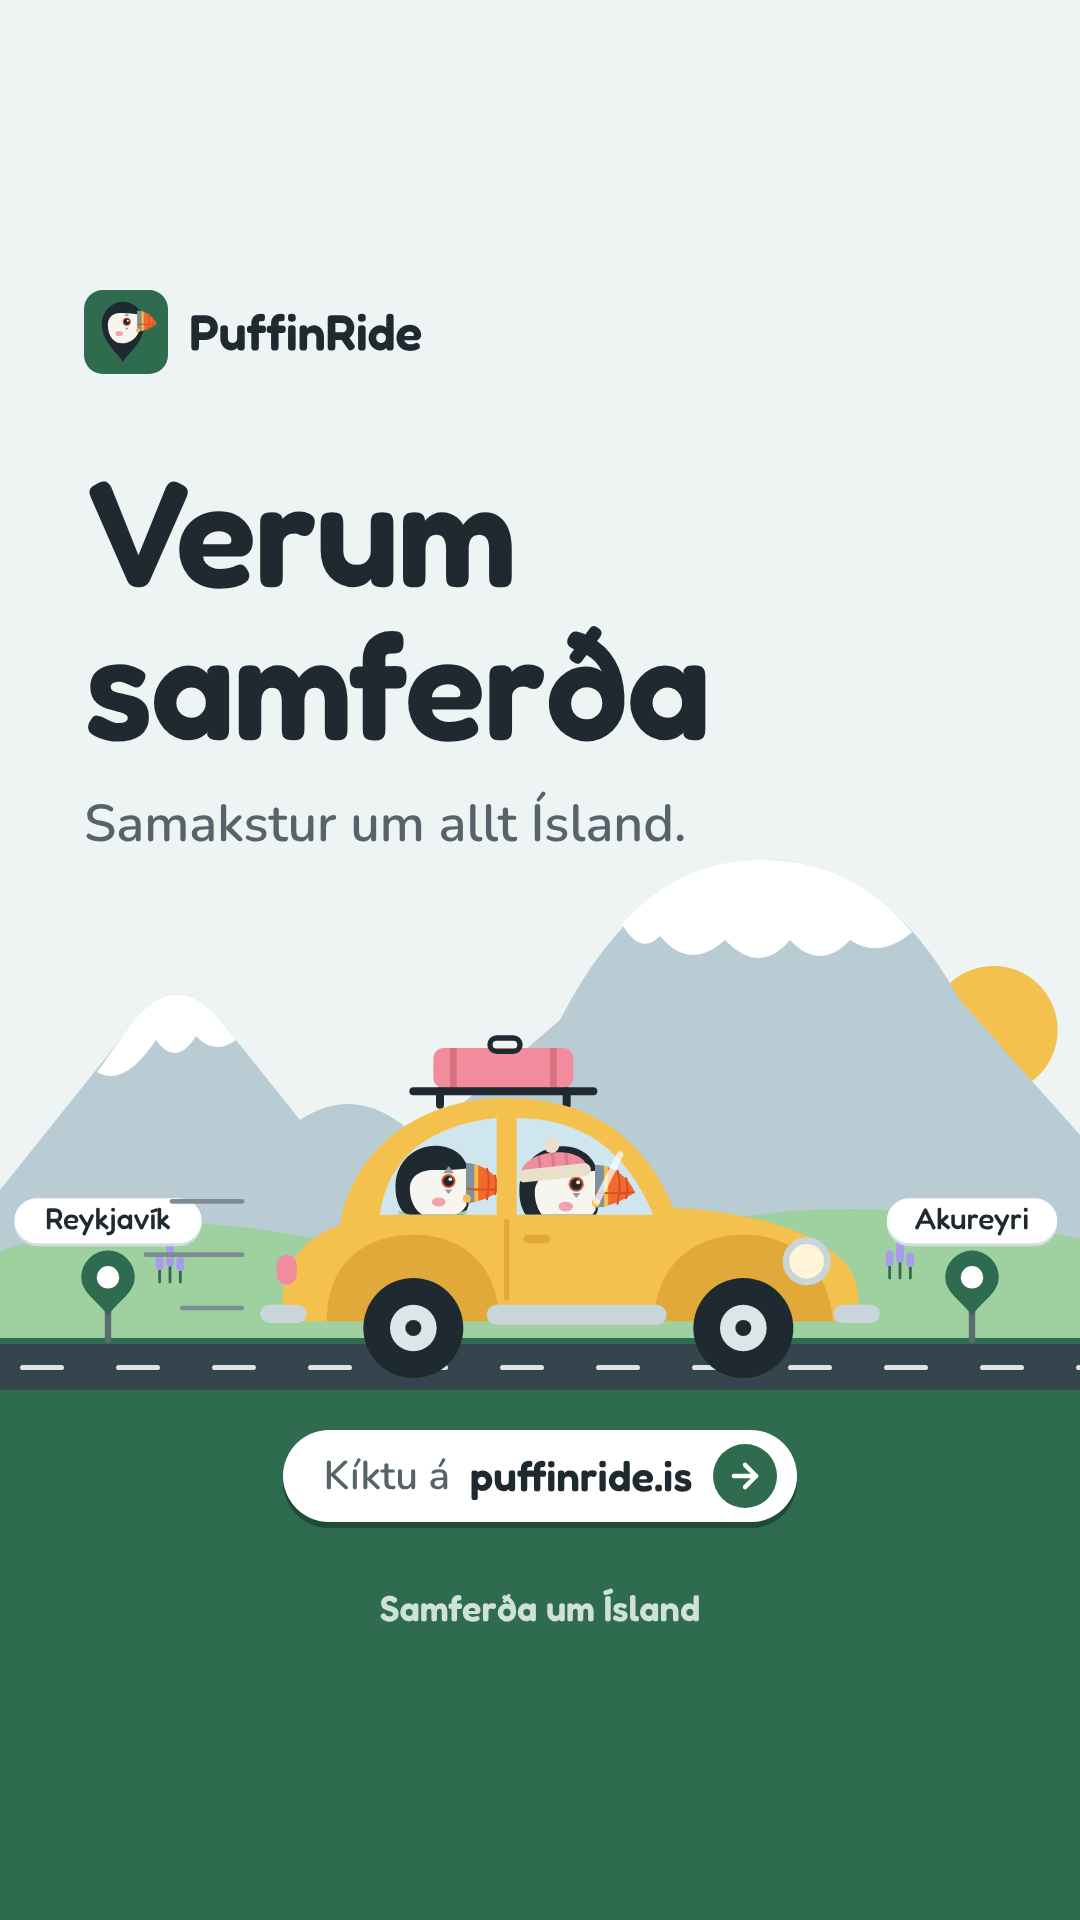 PuffinRide
Verum
samferða
Samakstur um allt Ísland.
Reykjavík
Akureyri
Kíktu á puffinride.is
Samferða um Ísland